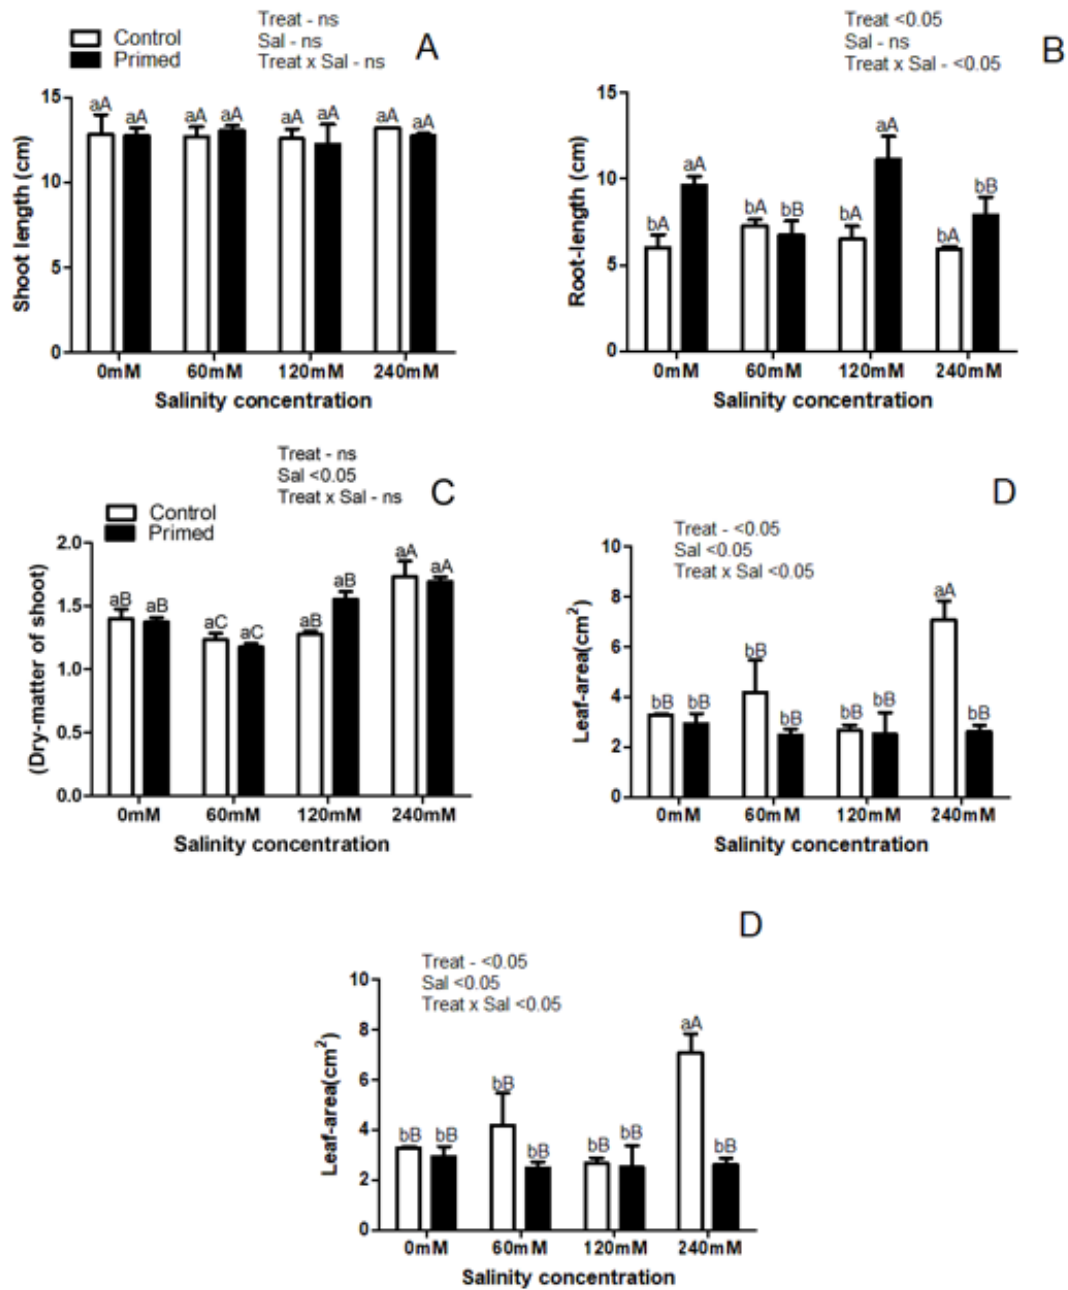 Treat - ns
Sal - ns
Treat x Sal - ns
Control
Primed
A
15
10
5
0
Shoot length (cm)
aA aA aA aA aA aA aA aA
0mM 60mM 120mM 240mM
Salinity concentration
Treat <0.05
Sal - ns
Treat x Sal - <0.05
B
15
10
5
0
Root-length (cm)
bA aA bA bB bA aA bA bB
0mM 60mM 120mM 240mM
Salinity concentration
Treat - ns
Sal <0.05
Treat x Sal - ns
C
Control
Primed
2.0
1.5
1.0
0.5
0.0
(Dry-matter of shoot)
aB aB aC aC aB aB aA aA
0mM 60mM 120mM 240mM
Salinity concentration
D
Treat - <0.05
Sal <0.05
Treat x Sal <0.05
10
8
6
4
2
0
Leaf-area(cm²)
bB bB bB bB bB bB aA bB
0mM 60mM 120mM 240mM
Salinity concentration
D
Treat - <0.05
Sal <0.05
Treat x Sal <0.05
10
8
6
4
2
0
Leaf-area(cm²)
bB bB bB bB bB bB aA bB
0mM 60mM 120mM 240mM
Salinity concentration